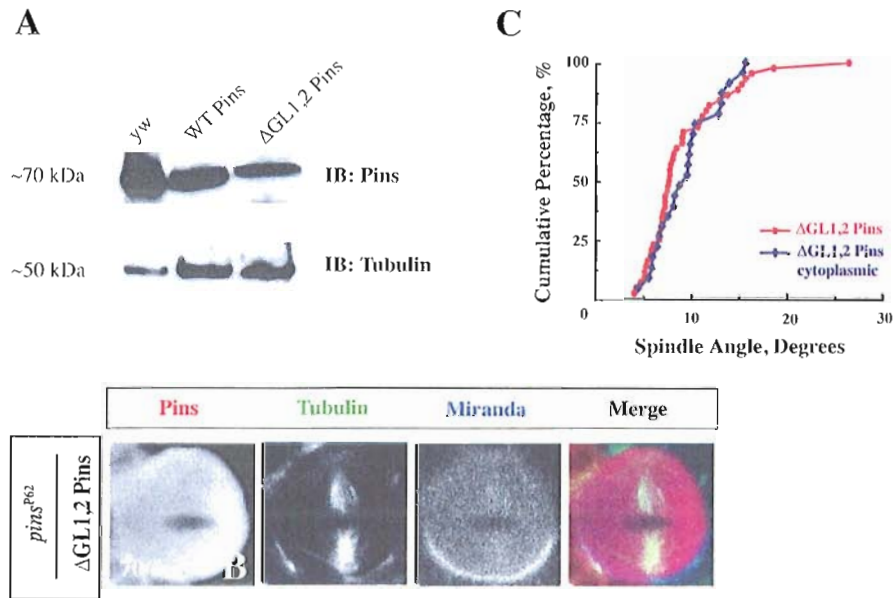 A
yw
WT Pins
ΔGL1,2 Pins
~70 kDa
IB: Pins
~50 kDa
IB: Tubulin
C
Cumulative Percentage, %
100
75
50
25
0
10
20
30
Spindle Angle, Degrees
ΔGL1,2 Pins
ΔGL1,2 Pins
cytoplasmic
Pins
Tubulin
Miranda
Merge
pins^P62
ΔGL1,2 Pins
B